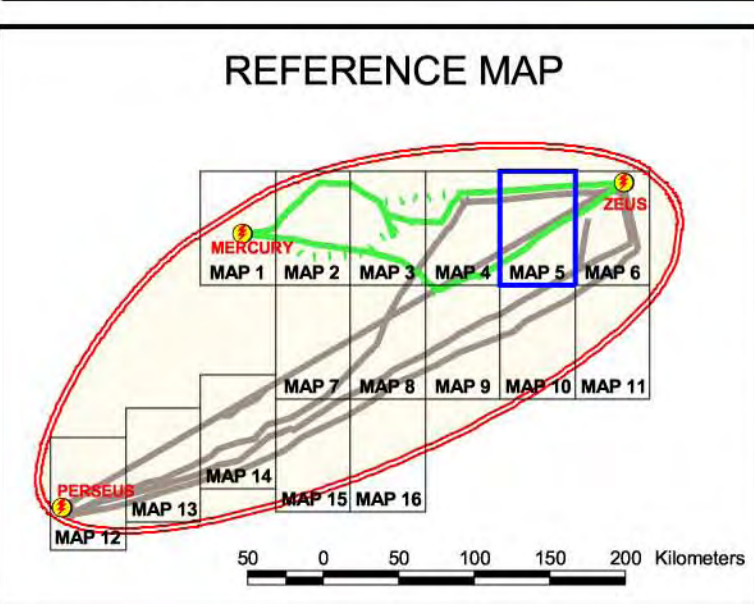 REFERENCE MAP
ZEUS
MERCURY
MAP 1
MAP 2
MAP 3
MAP 4
MAP 5
MAP 6
MAP 7
MAP 8
MAP 9
MAP 10
MAP 11
MAP 14
PERSEUS
MAP 13
MAP 15
MAP 16
MAP 12
50 0 50 100 150 200 Kilometers